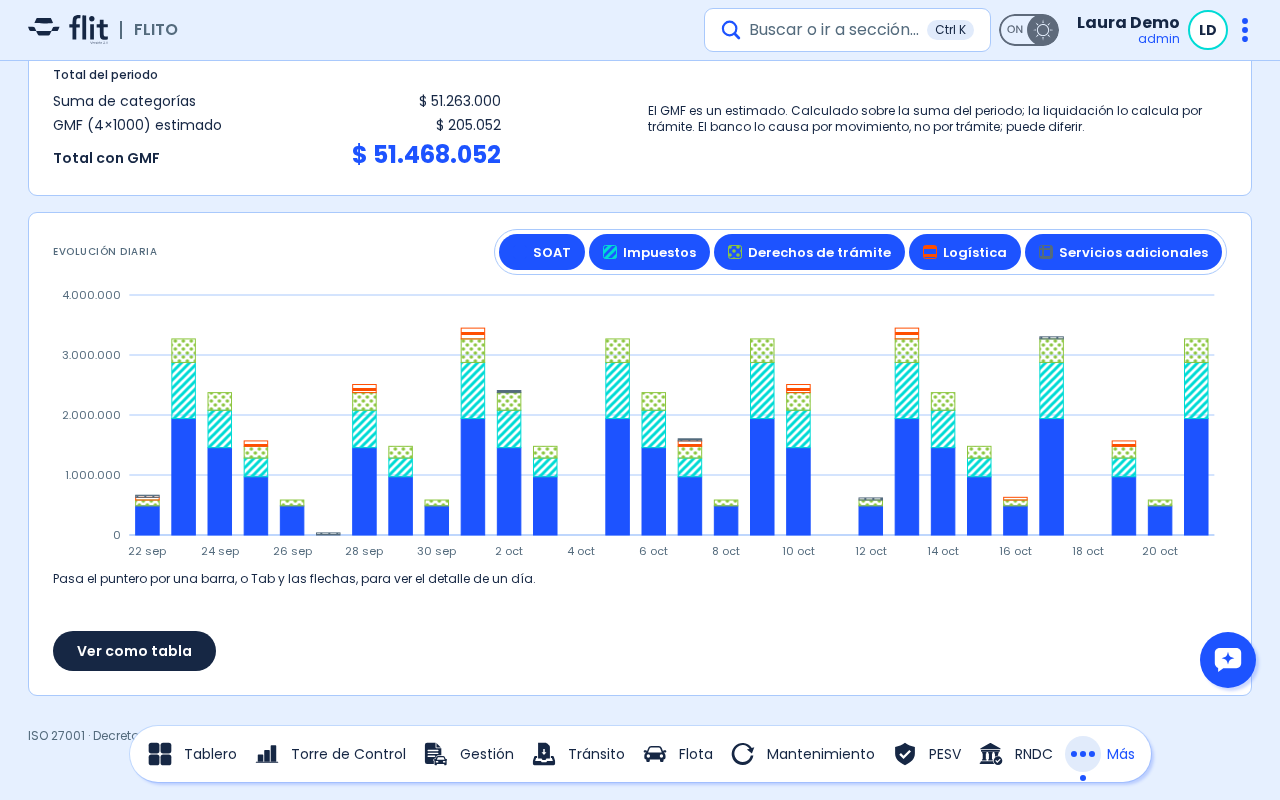 flit
FLITO
Buscar o ir a sección...
Ctrl K
ON
Laura Demo
admin
LD
Total del periodo
Suma de categorías
$ 51.263.000
GMF (4×1000) estimado
$ 205.052
Total con GMF
$ 51.468.052
El GMF es un estimado. Calculado sobre la suma del periodo; la liquidación lo calcula por
trámite. El banco lo causa por movimiento, no por trámite; puede diferir.
EVOLUCIÓN DIARIA
SOAT
Impuestos
Derechos de trámite
Logística
Servicios adicionales
4.000.000
3.000.000
2.000.000
1.000.000
0
22 sep
24 sep
26 sep
28 sep
30 sep
2 oct
4 oct
6 oct
8 oct
10 oct
12 oct
14 oct
16 oct
18 oct
20 oct
Pasa el puntero por una barra, o Tab y las flechas, para ver el detalle de un día.
Ver como tabla
ISO 27001 · Decreto
Tablero
Torre de Control
Gestión
Tránsito
Flota
Mantenimiento
PESV
RNDC
Más